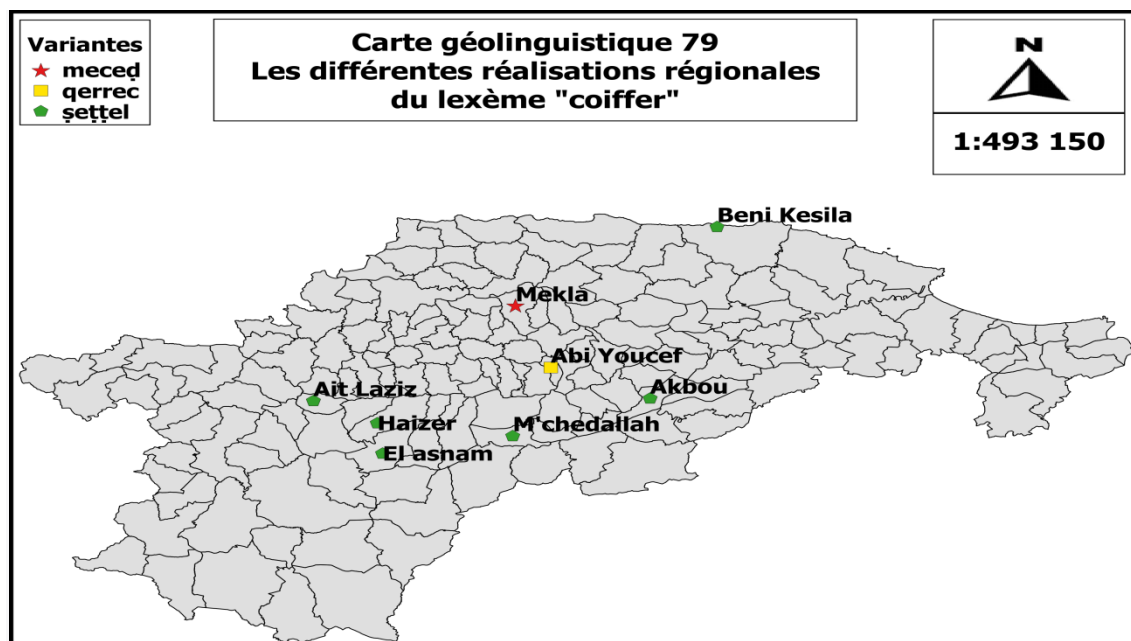 Variantes
meceḍ
qerrec
ṣeṭṭel
Carte géolinguistique 79
Les différentes réalisations régionales
du lexème "coiffer"
N
1:493 150
Beni Kesila
Mekla
Abi Youcef
Ait Laziz
Akbou
Haizer
M'chedallah
El asnam